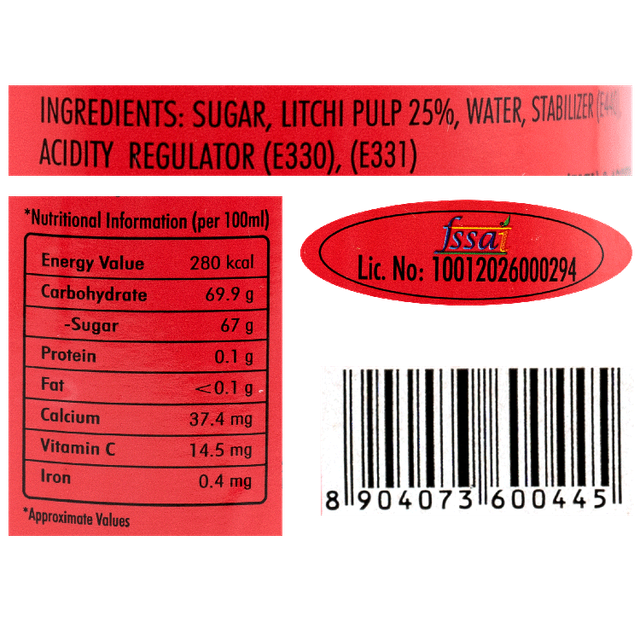 INGREDIENTS: SUGAR, LITCHI PULP 25%, WATER, STABILIZER (E440),
ACIDITY REGULATOR (E330), (E331)
*Nutritional Information (per 100ml)
Energy Value 280 kcal
Carbohydrate 69.9 g
-Sugar 67 g
Protein 0.1 g
Fat <0.1 g
Calcium 37.4 mg
Vitamin C 14.5 mg
Iron 0.4 mg
*Approximate Values
fssai
Lic. No: 10012026000294
8 904073 600445